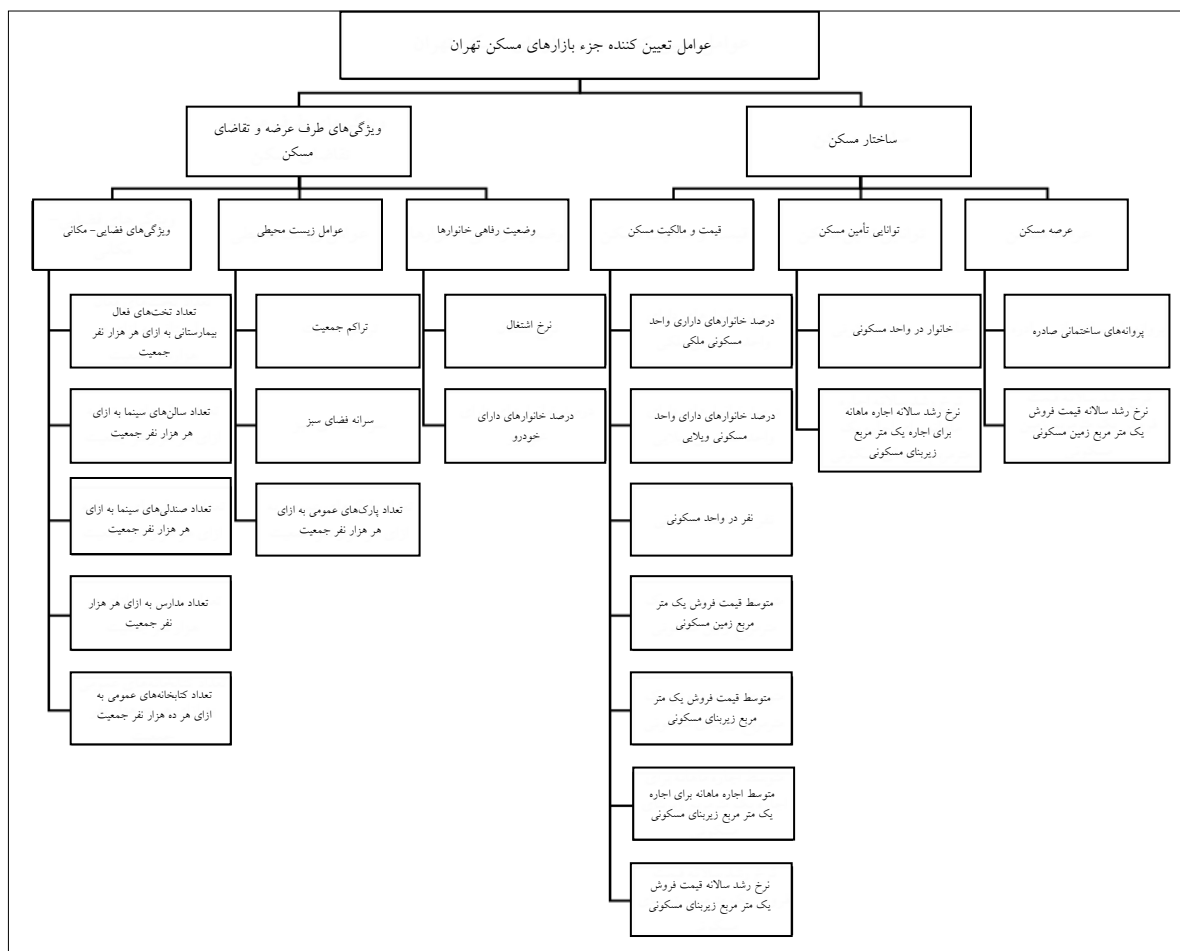 عوامل تعیین کننده جزء بازارهای مسکن تهران
ساختار مسکن
ویژگی‌های طرف عرضه و تقاضای
مسکن
عرصه مسکن
توانایی تأمین مسکن
قیمت و مالکیت مسکن
وضعیت رفاهی خانوارها
عوامل زیست محیطی
ویژگی‌های فضایی- مکانی
پروانه‌های ساختمانی صادره
نرخ رشد سالانه قیمت فروش
یک متر مربع زمین مسکونی
خانوار در واحد مسکونی
نرخ رشد سالانه اجاره ماهانه
برای اجاره یک متر مربع
زیربنای مسکونی
درصد خانوارهای داراری واحد
مسکونی ملکی
درصد خانوارهای دارای واحد
مسکونی ویلایی
نفر در واحد مسکونی
متوسط قیمت فروش یک متر
مربع زمین مسکونی
متوسط قیمت فروش یک متر
مربع زیربنای مسکونی
متوسط اجاره ماهانه برای اجاره
یک متر مربع زیربنای مسکونی
نرخ رشد سالانه قیمت فروش
یک متر مربع زیربنای مسکونی
نرخ اشتغال
درصد خانوارهای دارای
خودرو
تراکم جمعیت
سرانه فضای سبز
تعداد پارک‌های عمومی به ازای
هر هزار نفر جمعیت
تعداد تخت‌های فعال
بیمارستانی به ازای هر هزار نفر
جمعیت
تعداد سالن‌های سینما به ازای
هر هزار نفر جمعیت
تعداد صندلی‌های سینما به ازای
هر هزار نفر جمعیت
تعداد مدارس به ازای هر هزار
نفر جمعیت
تعداد کتابخانه‌های عمومی به
ازای هر ده هزار نفر جمعیت